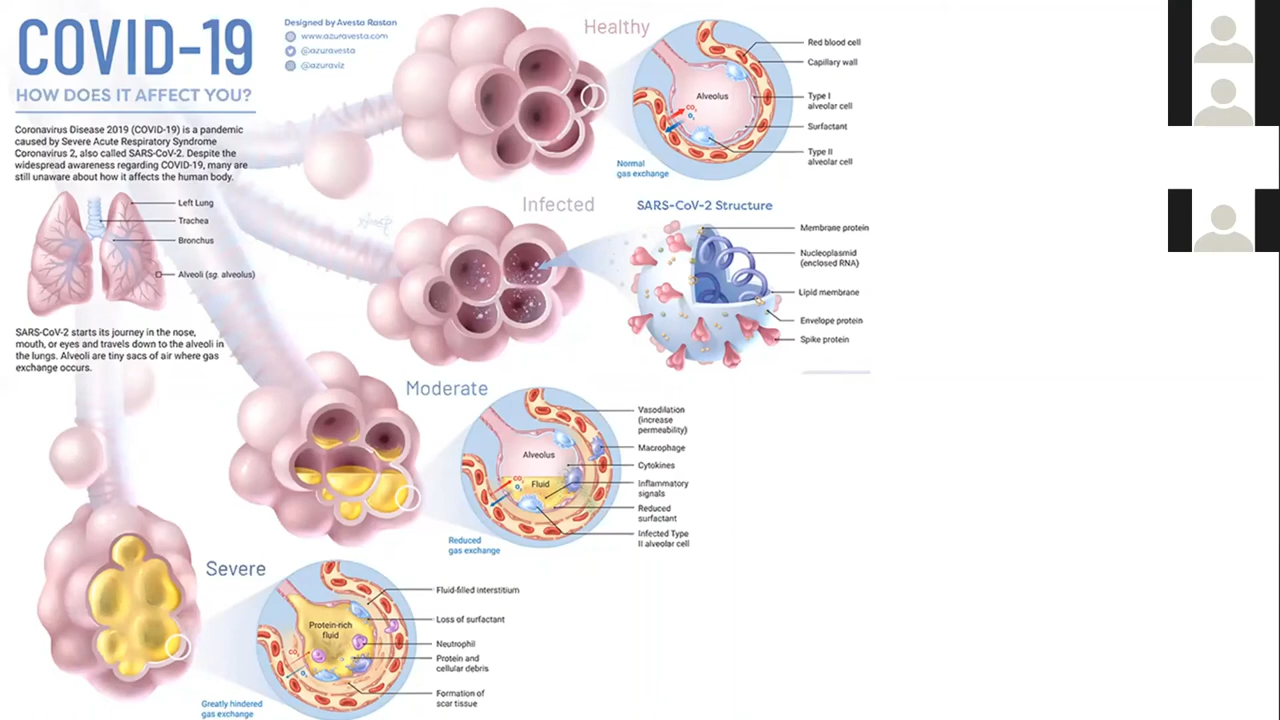 COVID-19
HOW DOES IT AFFECT YOU?
Designed by Avesta Rastan
www.azuravesta.com
@azuravesta
@azuraviz
Coronavirus Disease 2019 (COVID-19) is a pandemic
caused by Severe Acute Respiratory Syndrome
Coronavirus 2, also called SARS-CoV-2. Despite the
widespread awareness regarding COVID-19, many are
still unaware about how it affects the human body.
Left Lung
Trachea
Bronchus
Alveoli (sg. alveolus)
SARS-CoV-2 starts its journey in the nose,
mouth, or eyes and travels down to the alveoli in
the lungs. Alveoli are tiny sacs of air where gas
exchange occurs.
Healthy
Alveolus
CO₂
O₂
Normal
gas exchange
Red blood cell
Capillary wall
Type I
alveolar cell
Surfactant
Type II
alveolar cell
Infected
SARS-CoV-2 Structure
Membrane protein
Nucleoplasmid
(enclosed RNA)
Lipid membrane
Envelope protein
Spike protein
Moderate
Alveolus
CO₂
O₂
Fluid
Reduced
gas exchange
Vasodilation
(increase
permeability)
Macrophage
Cytokines
Inflammatory
signals
Reduced
surfactant
Infected Type
II alveolar cell
Severe
Protein-rich
fluid
CO₂
O₂
Greatly hindered
gas exchange
Fluid-filled interstitium
Loss of surfactant
Neutrophil
Protein and
cellular debris
Formation of
scar tissue